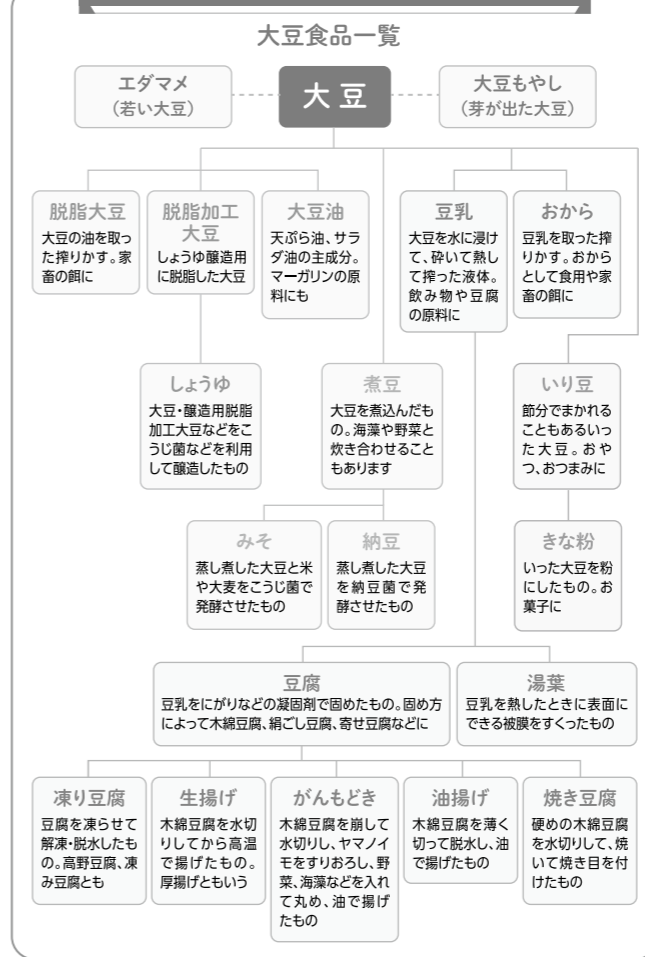 大豆食品一覧
エダマメ
（若い大豆）
大豆
大豆もやし
（芽が出た大豆）
脱脂大豆
大豆の油を取っ
た搾りかす。家
畜の餌に
脱脂加工
大豆
しょうゆ醸造用
に脱脂した大豆
大豆油
天ぷら油、サラ
ダ油の主成分。
マーガリンの原
料にも
豆乳
大豆を水に浸け
て、砕いて熱し
て搾った液体。
飲み物や豆腐
の原料に
おから
豆乳を取った搾
りかす。おから
として食用や家
畜の餌に
しょうゆ
大豆・醸造用脱脂
加工大豆などをこ
うじ菌などを利用
して醸造したもの
煮豆
大豆を煮込んだも
の。海藻や野菜と
炊き合わせること
もあります
いり豆
節分でまかれる
こともあるいっ
た大豆。おや
つ、おつまみに
みそ
蒸し煮した大豆と米
や大麦をこうじ菌で
発酵させたもの
納豆
蒸し煮した大豆
を納豆菌で発
酵させたもの
きな粉
いった大豆を粉
にしたもの。お
菓子に
豆腐
豆乳をにがりなどの凝固剤で固めたもの。固め方
によって木綿豆腐、絹ごし豆腐、寄せ豆腐などに
湯葉
豆乳を熱したときに表面に
できる被膜をすくったもの
凍り豆腐
豆腐を凍らせて
解凍・脱水したも
の。高野豆腐、凍
み豆腐とも
生揚げ
木綿豆腐を水切
りしてから高温
で揚げたもの。
厚揚げともいう
がんもどき
木綿豆腐を崩して
水切りし、ヤマノイ
モをすりおろし、野
菜、海藻などを入れ
て丸め、油で揚げ
たもの
油揚げ
木綿豆腐を薄く
切って脱水し、油
で揚げたもの
焼き豆腐
硬めの木綿豆腐
を水切りして、焼
いて焼き目を付
けたもの